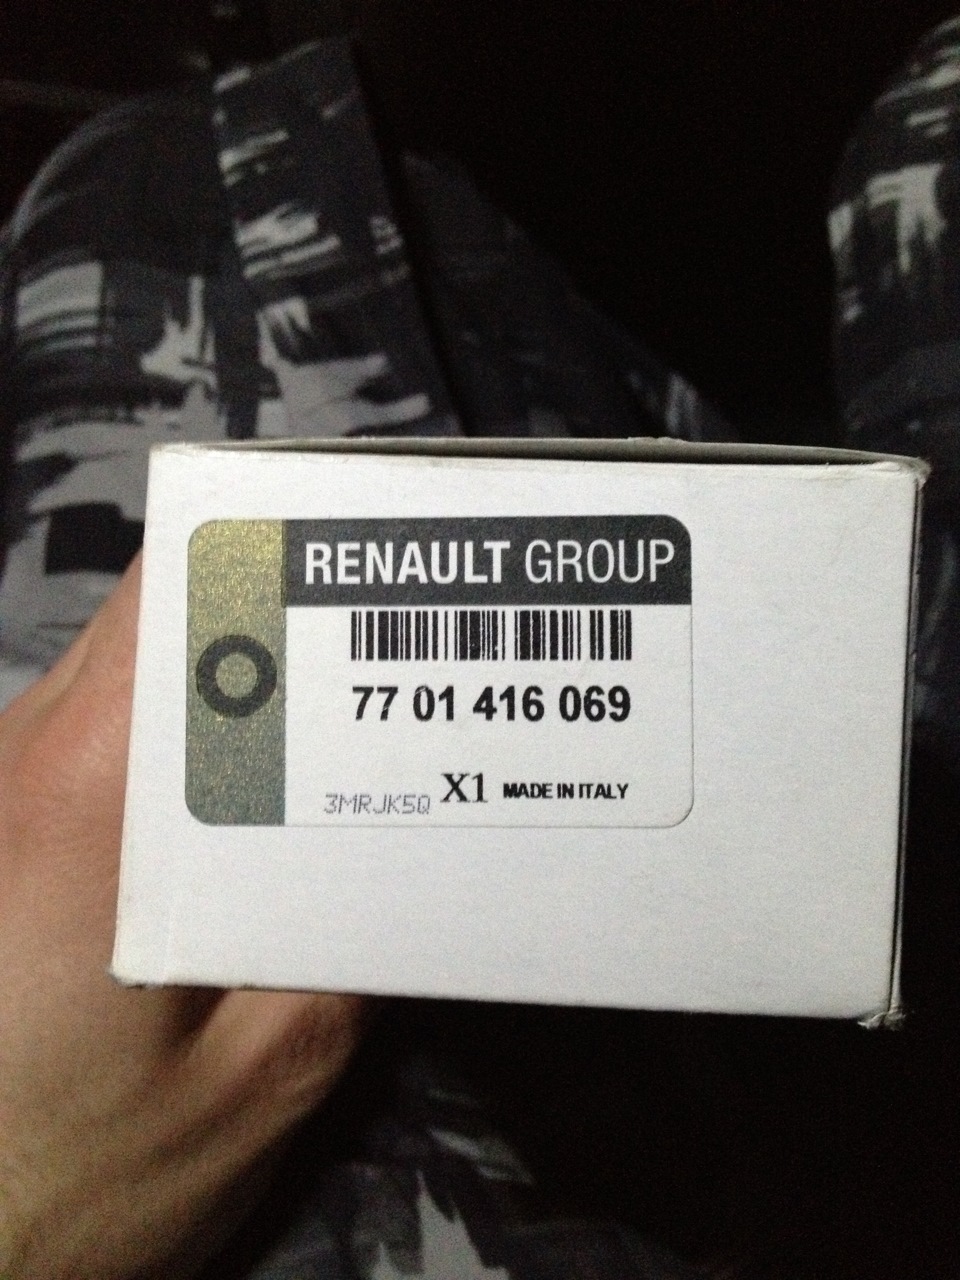 RENAULT GROUP
77 01 416 069
3MRJK5Q X1 MADE IN ITALY